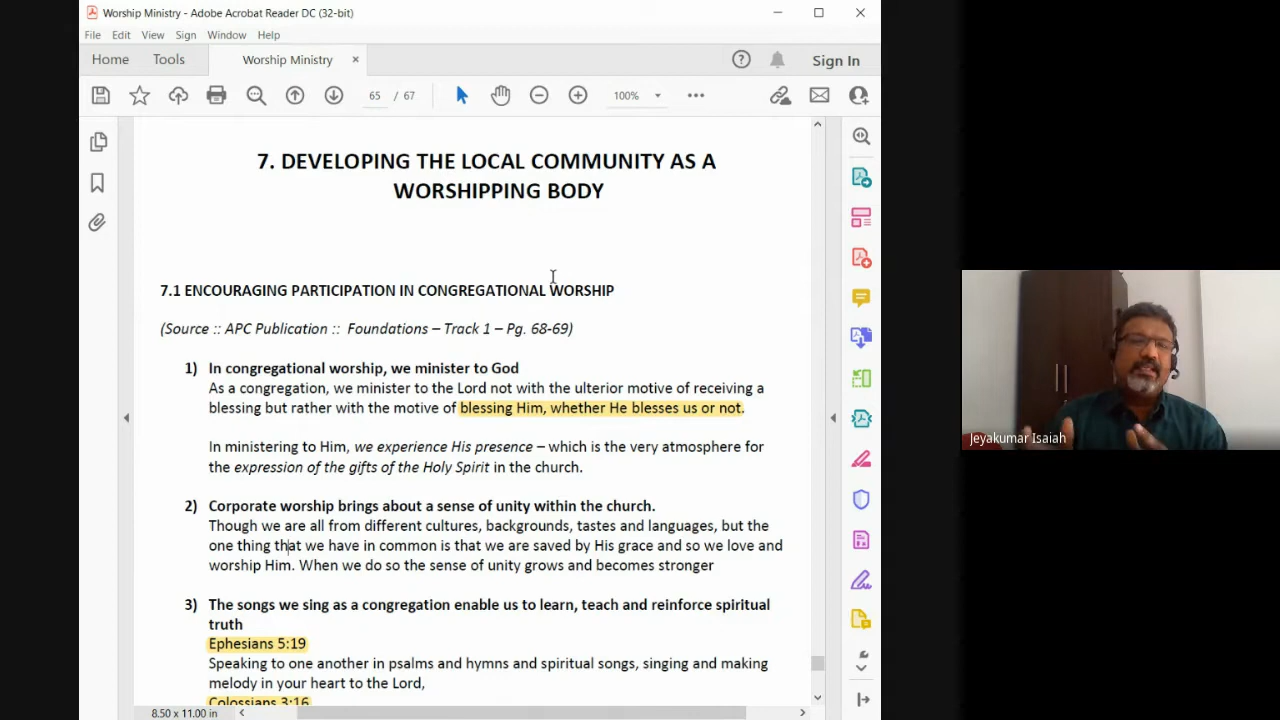 Worship Ministry - Adobe Acrobat Reader DC (32-bit)
File Edit View Sign Window Help
Home Tools Worship Ministry × Sign In
65 / 67 100%
7. DEVELOPING THE LOCAL COMMUNITY AS A
WORSHIPPING BODY
7.1 ENCOURAGING PARTICIPATION IN CONGREGATIONAL WORSHIP
(Source :: APC Publication :: Foundations – Track 1 – Pg. 68-69)
1) In congregational worship, we minister to God
As a congregation, we minister to the Lord not with the ulterior motive of receiving a
blessing but rather with the motive of blessing Him, whether He blesses us or not.
In ministering to Him, we experience His presence – which is the very atmosphere for
the expression of the gifts of the Holy Spirit in the church.
2) Corporate worship brings about a sense of unity within the church.
Though we are all from different cultures, backgrounds, tastes and languages, but the
one thing that we have in common is that we are saved by His grace and so we love and
worship Him. When we do so the sense of unity grows and becomes stronger
3) The songs we sing as a congregation enable us to learn, teach and reinforce spiritual
truth
Ephesians 5:19
Speaking to one another in psalms and hymns and spiritual songs, singing and making
melody in your heart to the Lord,
Colossians 3:16
8.50 x 11.00 in
Jeyakumar Isaiah